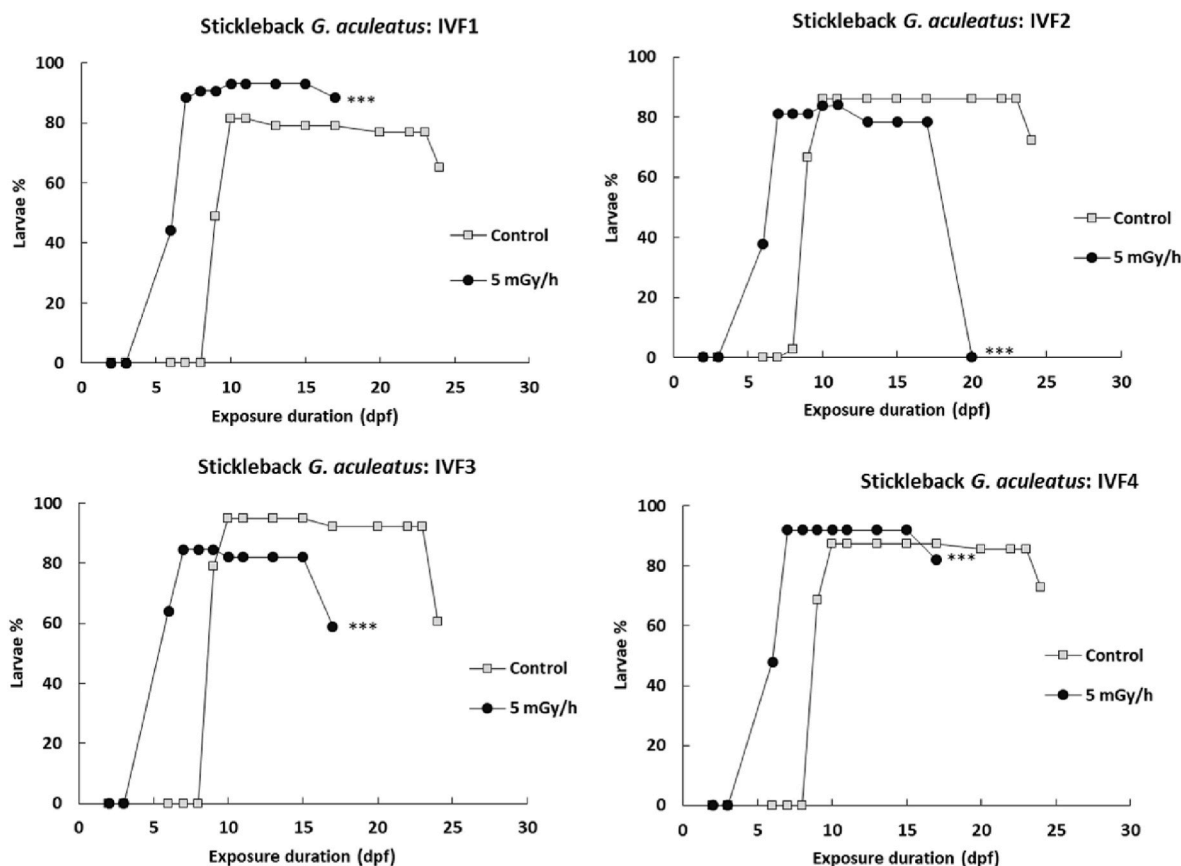 Stickleback G. aculeatus: IVF1
100
80
60
40
20
0
Larvae %
0 5 10 15 20 25 30
Exposure duration (dpf)
***
Control
5 mGy/h
Stickleback G. aculeatus: IVF2
100
80
60
40
20
0
Larvae %
0 5 10 15 20 25 30
Exposure duration (dpf)
***
Control
5 mGy/h
Stickleback G. aculeatus: IVF3
100
80
60
40
20
0
Larvae %
0 5 10 15 20 25 30
Exposure duration (dpf)
***
Control
5 mGy/h
Stickleback G. aculeatus: IVF4
100
80
60
40
20
0
Larvae %
0 5 10 15 20 25 30
Exposure duration (dpf)
***
Control
5 mGy/h